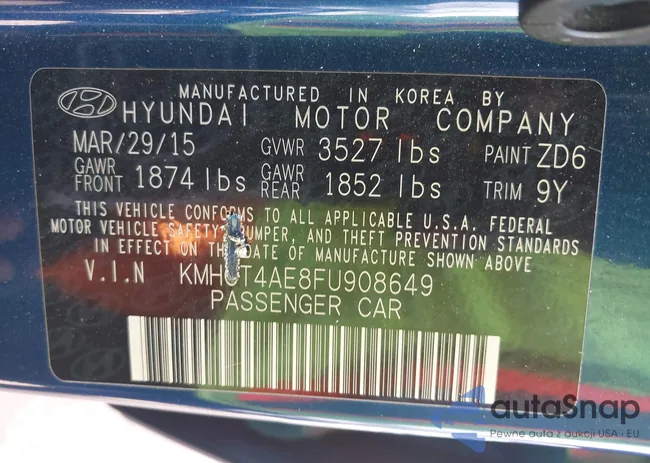 MANUFACTURED IN KOREA BY
HYUNDAI MOTOR COMPANY
MAR/29/15 GVWR 3527 lbs PAINT ZD6
GAWR FRONT 1874 lbs GAWR REAR 1852 lbs TRIM 9Y
THIS VEHICLE CONFORMS TO ALL APPLICABLE U.S.A. FEDERAL
MOTOR VEHICLE SAFETY BUMPER, AND THEFT PREVENTION STANDARDS
IN EFFECT ON THE DATE OF MANUFACTURE SHOWN ABOVE
V.I.N
PASSENGER CAR
autaSnap
Pewne auta z aukcji USA i EU